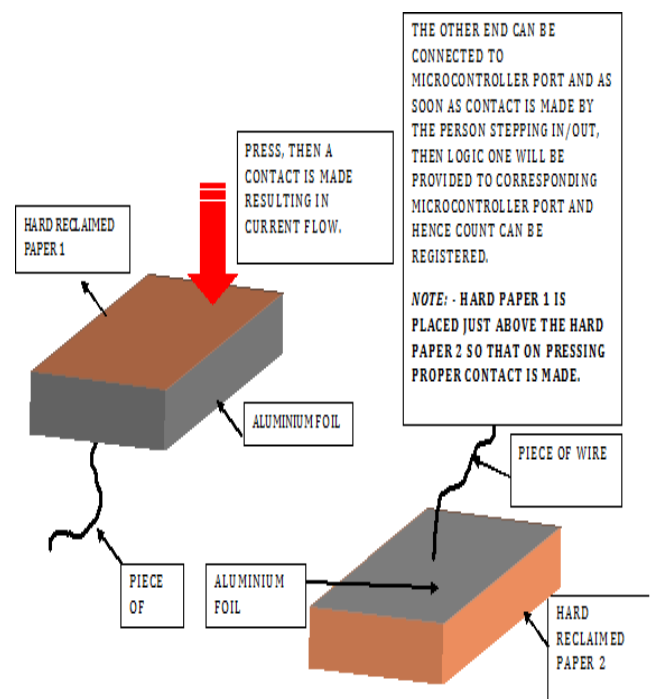 THE OTHER END CAN BE
CONNECTED TO
MICROCONTROLLER PORT AND AS
SOON AS CONTACT IS MADE BY
THE PERSON STEPPING IN/OUT,
THEN LOGIC ONE WILL BE
PROVIDED TO CORRESPONDING
MICROCONTROLLER PORT AND
HENCE COUNT CAN BE
REGISTERED.
NOTE: - HARD PAPER 1 IS
PLACED JUST ABOVE THE HARD
PAPER 2 SO THAT ON PRESSING
PROPER CONTACT IS MADE.
PRESS, THEN A
CONTACT IS MADE
RESULTING IN
CURRENT FLOW.
HARD RECLAIMED
PAPER 1
ALUMINIUM FOIL
PIECE OF WIRE
PIECE
OF
ALUMINIUM
FOIL
HARD
RECLAIMED
PAPER 2